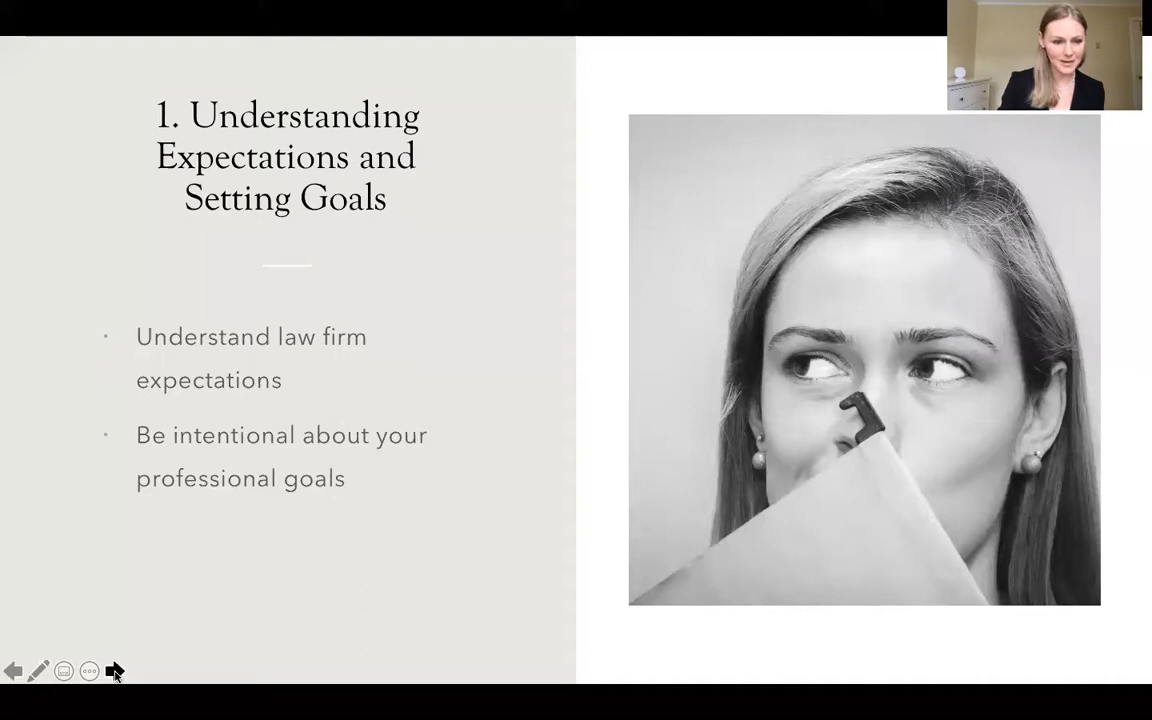 1. Understanding
Expectations and
Setting Goals
· Understand law firm
expectations
· Be intentional about your
professional goals